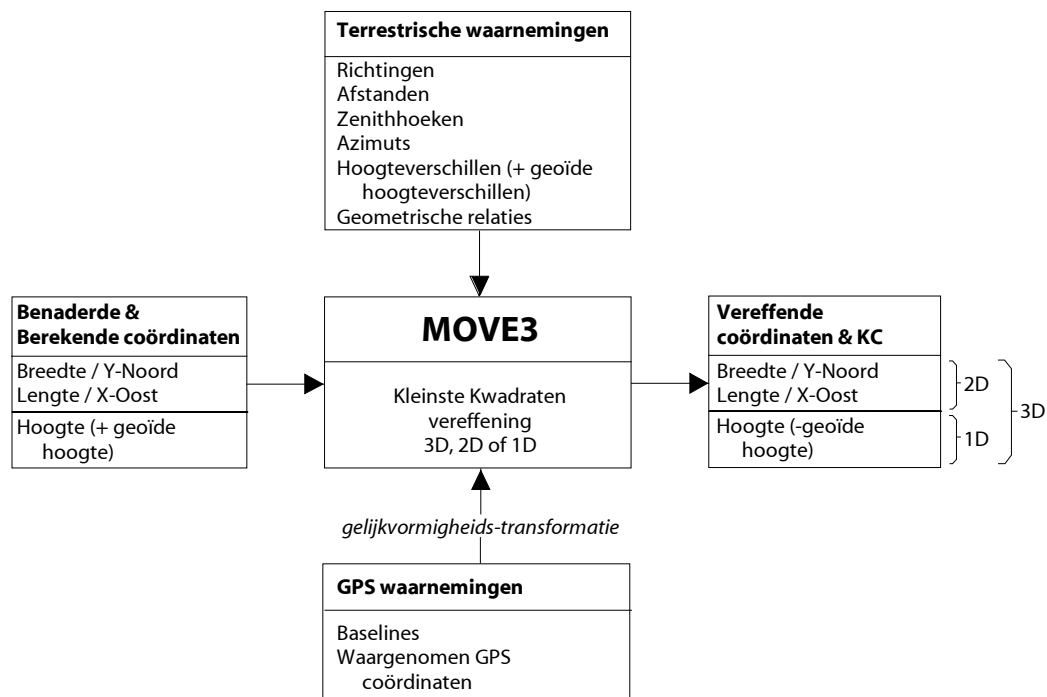 Terrestrische waarnemingen
Richtingen
Afstanden
Zenithhoeken
Azimuts
Hoogteverschillen (+ geoïde
hoogteverschillen)
Geometrische relaties
Benaderde &
Berekende coördinaten
Breedte / Y-Noord
Lengte / X-Oost
Hoogte (+ geoïde
hoogte)
MOVE3
Kleinste Kwadraten
vereffening
3D, 2D of 1D
Vereffende
coördinaten & KC
Breedte / Y-Noord
Lengte / X-Oost
Hoogte (-geoïde
hoogte)
2D
1D
3D
gelijkvormigheids-transformatie
GPS waarnemingen
Baselines
Waargenomen GPS
coördinaten